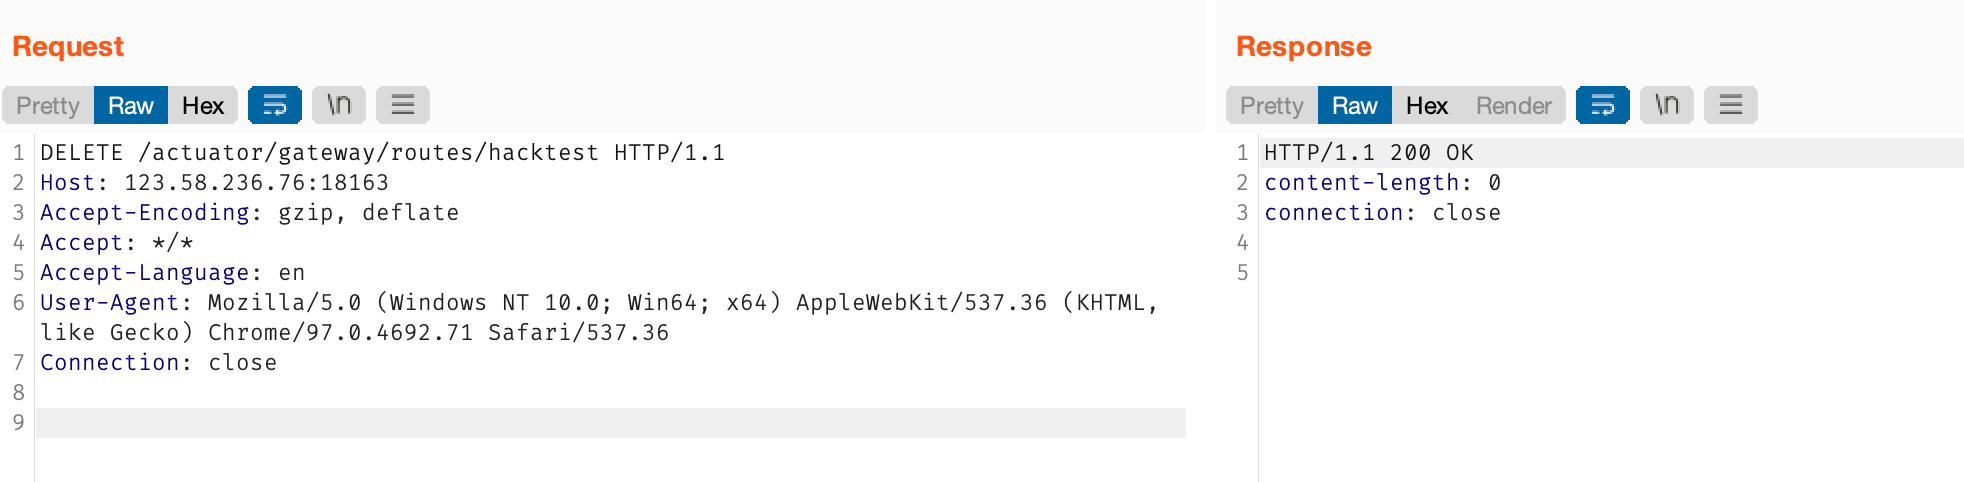 Request
Pretty Raw Hex \n
1 DELETE /actuator/gateway/routes/hacktest HTTP/1.1
2 Host: 123.58.236.76:18163
3 Accept-Encoding: gzip, deflate
4 Accept: */*
5 Accept-Language: en
6 User-Agent: Mozilla/5.0 (Windows NT 10.0; Win64; x64) AppleWebKit/537.36 (KHTML,
like Gecko) Chrome/97.0.4692.71 Safari/537.36
7 Connection: close
8
9
Response
Pretty Raw Hex Render \n
1 HTTP/1.1 200 OK
2 content-length: 0
3 connection: close
4
5